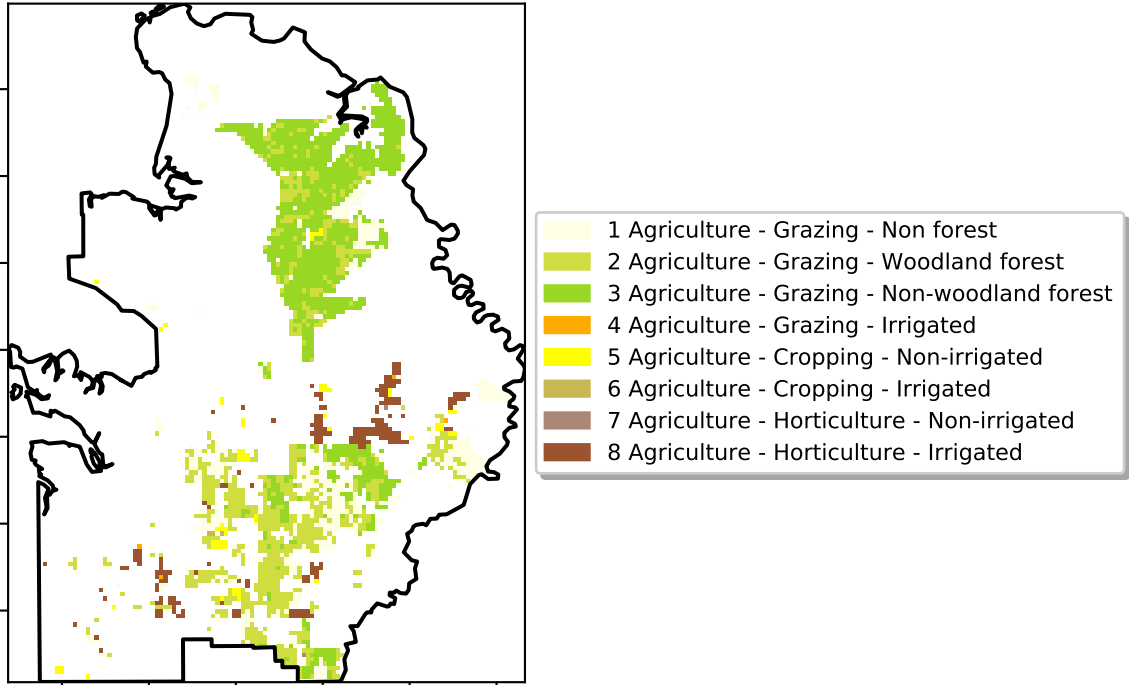 1 Agriculture - Grazing - Non forest
2 Agriculture - Grazing - Woodland forest
3 Agriculture - Grazing - Non-woodland forest
4 Agriculture - Grazing - Irrigated
5 Agriculture - Cropping - Non-irrigated
6 Agriculture - Cropping - Irrigated
7 Agriculture - Horticulture - Non-irrigated
8 Agriculture - Horticulture - Irrigated